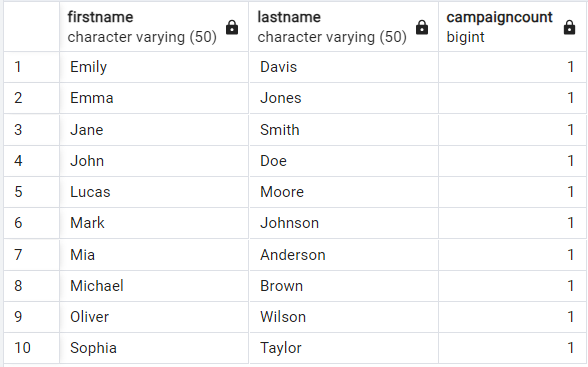 firstname lastname campaigncount
character varying (50) character varying (50) bigint
1 Emily Davis 1
2 Emma Jones 1
3 Jane Smith 1
4 John Doe 1
5 Lucas Moore 1
6 Mark Johnson 1
7 Mia Anderson 1
8 Michael Brown 1
9 Oliver Wilson 1
10 Sophia Taylor 1